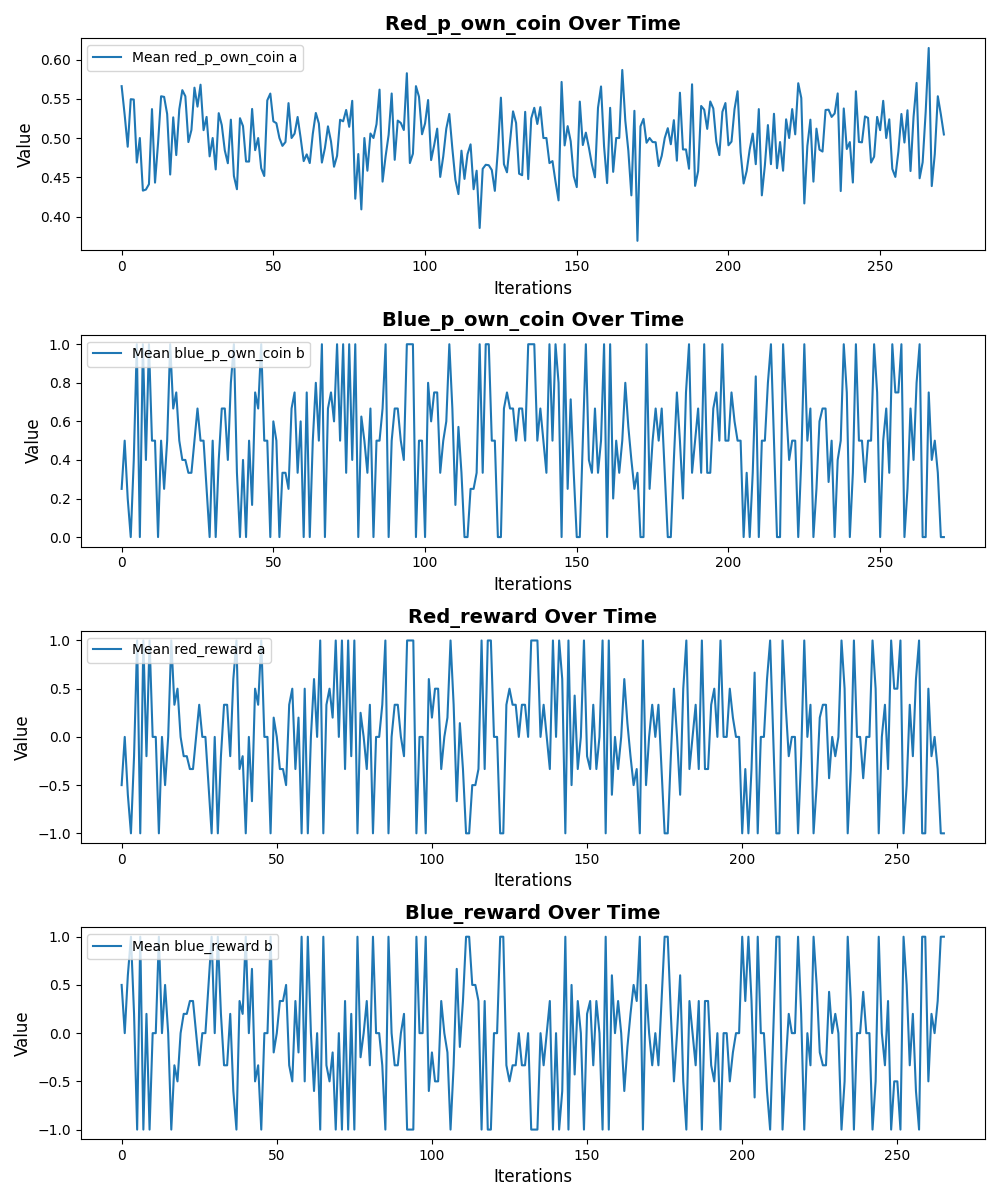 Red_p_own_coin Over Time
Mean red_p_own_coin a
Value
0.60
0.55
0.50
0.45
0.40
0 50 100 150 200 250
Iterations
Blue_p_own_coin Over Time
Mean blue_p_own_coin b
Value
1.0
0.8
0.6
0.4
0.2
0.0
0 50 100 150 200 250
Iterations
Red_reward Over Time
Mean red_reward a
Value
1.0
0.5
0.0
−0.5
−1.0
0 50 100 150 200 250
Iterations
Blue_reward Over Time
Mean blue_reward b
Value
1.0
0.5
0.0
−0.5
−1.0
0 50 100 150 200 250
Iterations